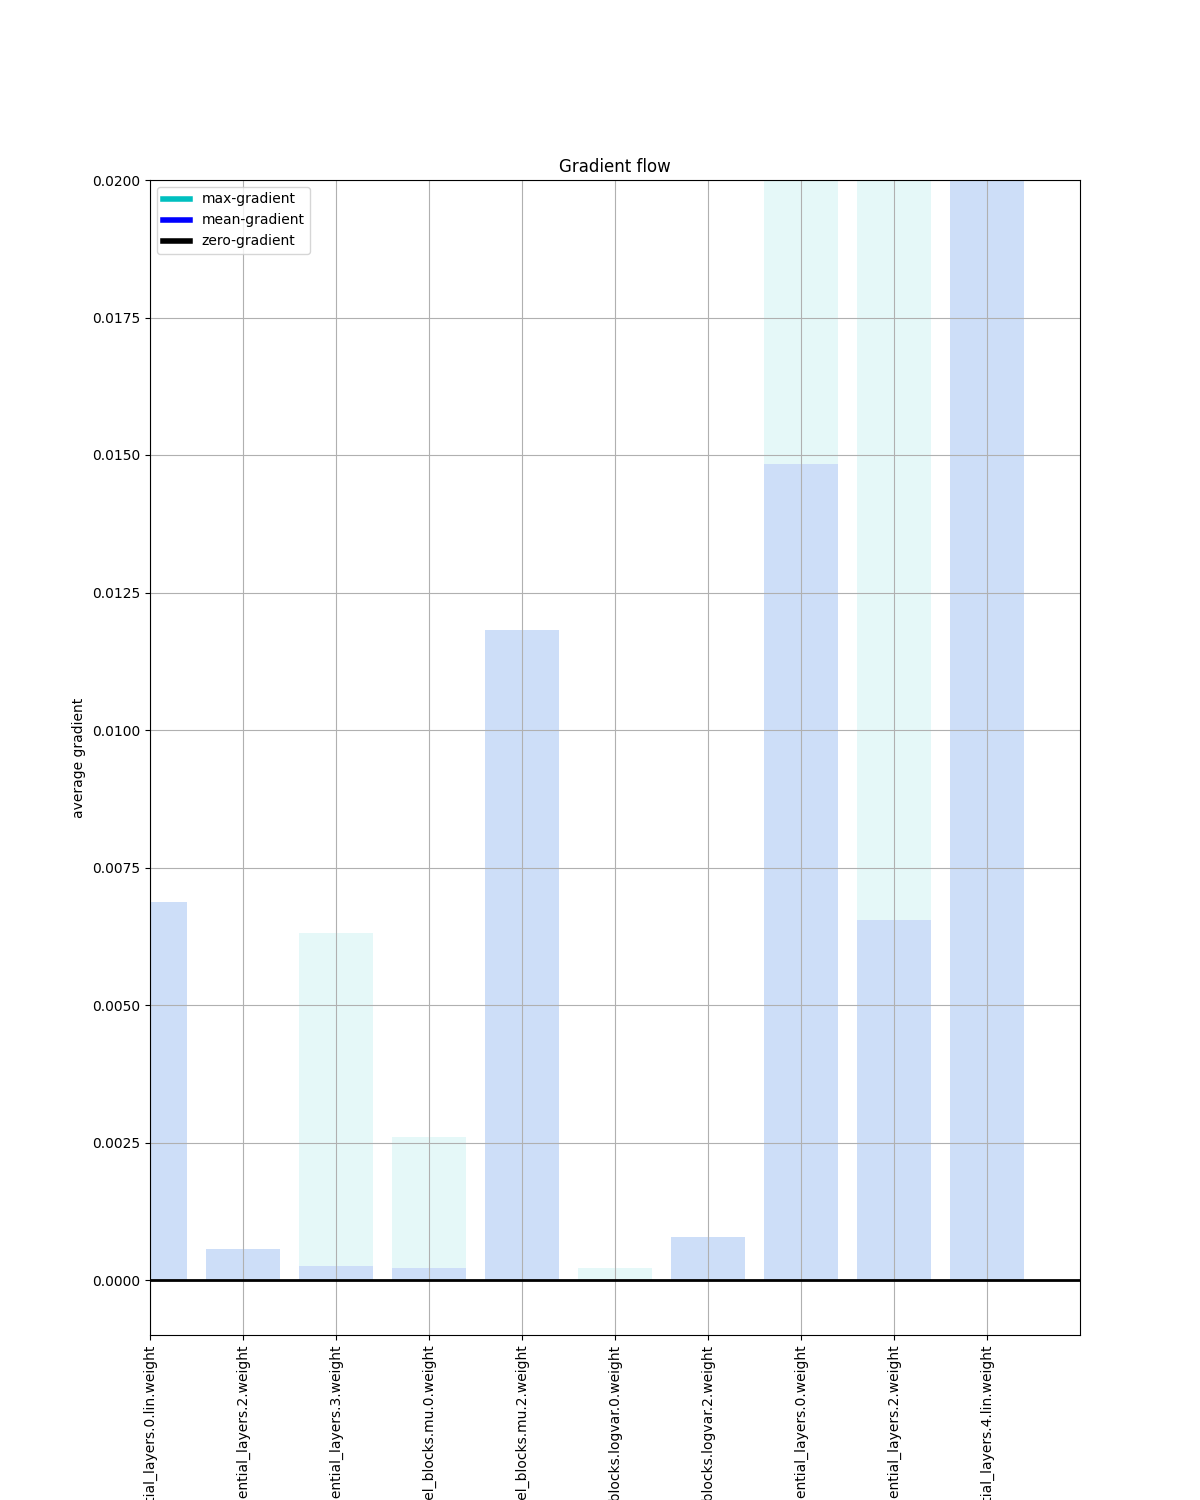 Gradient flow
max-gradient
mean-gradient
zero-gradient
0.0200
0.0175
0.0150
0.0125
0.0100
0.0075
0.0050
0.0025
0.0000
average gradient
tial_layers.0.lin.weight
ential_layers.2.weight
ential_layers.3.weight
el_blocks.mu.0.weight
el_blocks.mu.2.weight
blocks.logvar.0.weight
blocks.logvar.2.weight
ential_layers.0.weight
ential_layers.2.weight
tial_layers.4.lin.weight